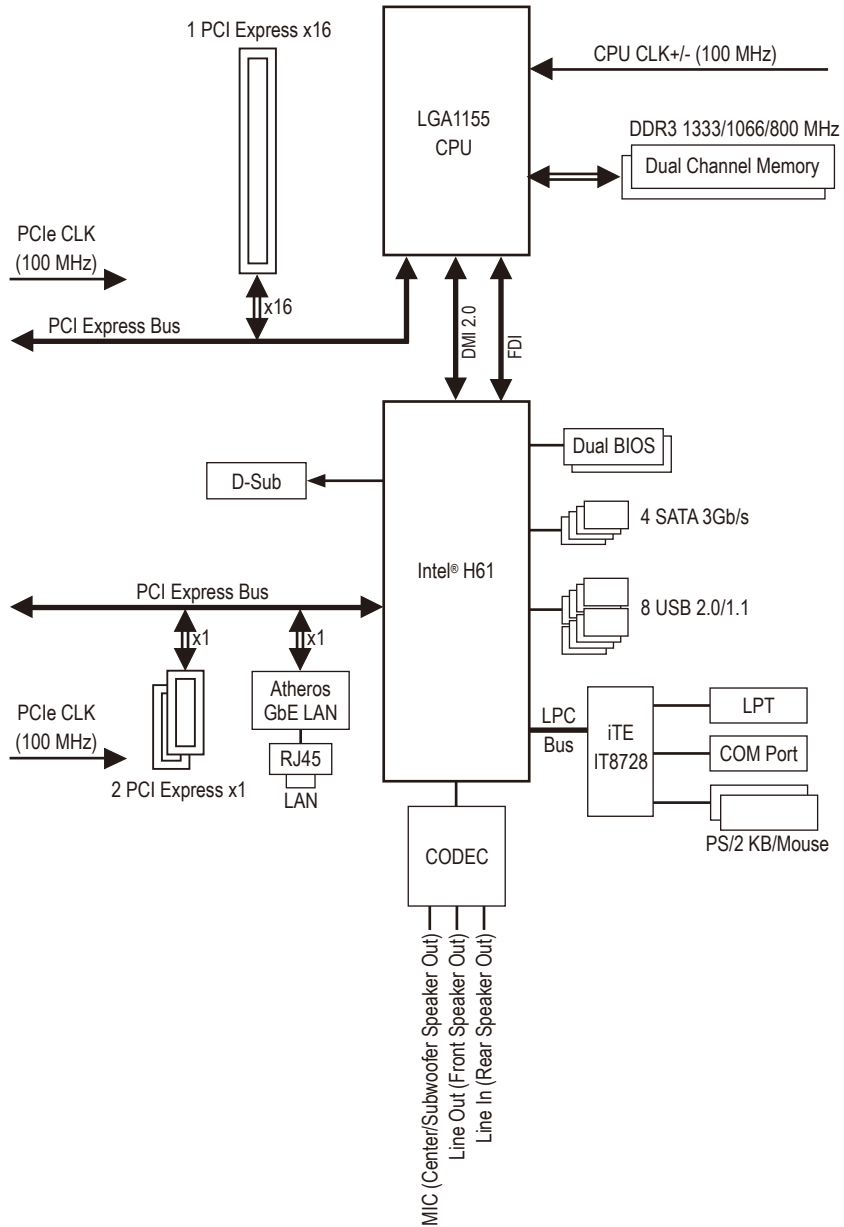 1 PCI Express x16
CPU CLK+/- (100 MHz)
LGA1155
CPU
DDR3 1333/1066/800 MHz
Dual Channel Memory
PCIe CLK
(100 MHz)
x16
PCI Express Bus
DMI 2.0
FDI
Dual BIOS
D-Sub
4 SATA 3Gb/s
Intel® H61
PCI Express Bus
8 USB 2.0/1.1
x1
x1
Atheros
GbE LAN
PCIe CLK
(100 MHz)
RJ45
LAN
2 PCI Express x1
LPC
Bus
iTE
IT8728
LPT
COM Port
PS/2 KB/Mouse
CODEC
MIC (Center/Subwoofer Speaker Out)
Line Out (Front Speaker Out)
Line In (Rear Speaker Out)